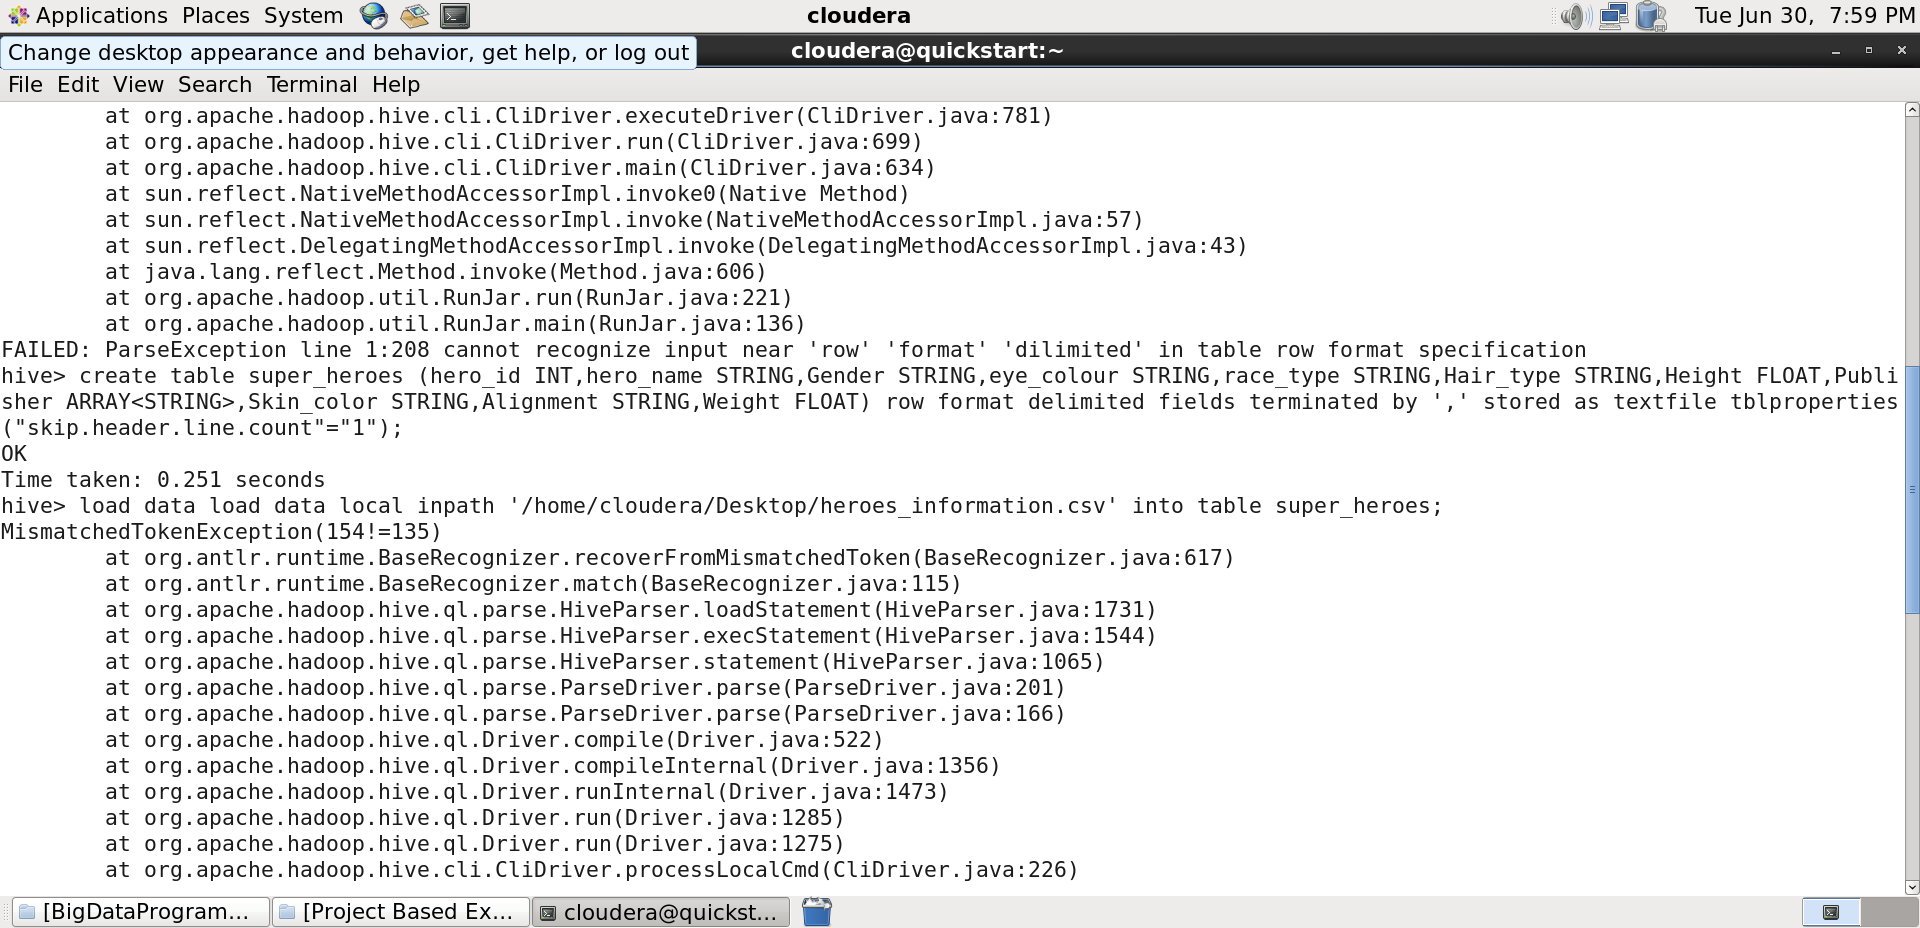 Applications Places System
cloudera
Tue Jun 30, 7:59 PM
Change desktop appearance and behavior, get help, or log out
cloudera@quickstart:~
File Edit View Search Terminal Help
at org.apache.hadoop.hive.cli.CliDriver.executeDriver(CliDriver.java:781)
at org.apache.hadoop.hive.cli.CliDriver.run(CliDriver.java:699)
at org.apache.hadoop.hive.cli.CliDriver.main(CliDriver.java:634)
at sun.reflect.NativeMethodAccessorImpl.invoke0(Native Method)
at sun.reflect.NativeMethodAccessorImpl.invoke(NativeMethodAccessorImpl.java:57)
at sun.reflect.DelegatingMethodAccessorImpl.invoke(DelegatingMethodAccessorImpl.java:43)
at java.lang.reflect.Method.invoke(Method.java:606)
at org.apache.hadoop.util.RunJar.run(RunJar.java:221)
at org.apache.hadoop.util.RunJar.main(RunJar.java:136)
FAILED: ParseException line 1:208 cannot recognize input near 'row' 'format' 'dilimited' in table row format specification
hive> create table super_heroes (hero_id INT,hero_name STRING,Gender STRING,eye_colour STRING,race_type STRING,Hair_type STRING,Height FLOAT,Publi
sher ARRAY<STRING>,Skin_color STRING,Alignment STRING,Weight FLOAT) row format delimited fields terminated by ',' stored as textfile tblproperties
("skip.header.line.count"="1");
OK
Time taken: 0.251 seconds
hive> load data load data local inpath '/home/cloudera/Desktop/heroes_information.csv' into table super_heroes;
MismatchedTokenException(154!=135)
at org.antlr.runtime.BaseRecognizer.recoverFromMismatchedToken(BaseRecognizer.java:617)
at org.antlr.runtime.BaseRecognizer.match(BaseRecognizer.java:115)
at org.apache.hadoop.hive.ql.parse.HiveParser.loadStatement(HiveParser.java:1731)
at org.apache.hadoop.hive.ql.parse.HiveParser.execStatement(HiveParser.java:1544)
at org.apache.hadoop.hive.ql.parse.HiveParser.statement(HiveParser.java:1065)
at org.apache.hadoop.hive.ql.parse.ParseDriver.parse(ParseDriver.java:201)
at org.apache.hadoop.hive.ql.parse.ParseDriver.parse(ParseDriver.java:166)
at org.apache.hadoop.hive.ql.Driver.compile(Driver.java:522)
at org.apache.hadoop.hive.ql.Driver.compileInternal(Driver.java:1356)
at org.apache.hadoop.hive.ql.Driver.runInternal(Driver.java:1473)
at org.apache.hadoop.hive.ql.Driver.run(Driver.java:1285)
at org.apache.hadoop.hive.ql.Driver.run(Driver.java:1275)
at org.apache.hadoop.hive.cli.CliDriver.processLocalCmd(CliDriver.java:226)
[BigDataProgram...
[Project Based Ex...
cloudera@quickst...